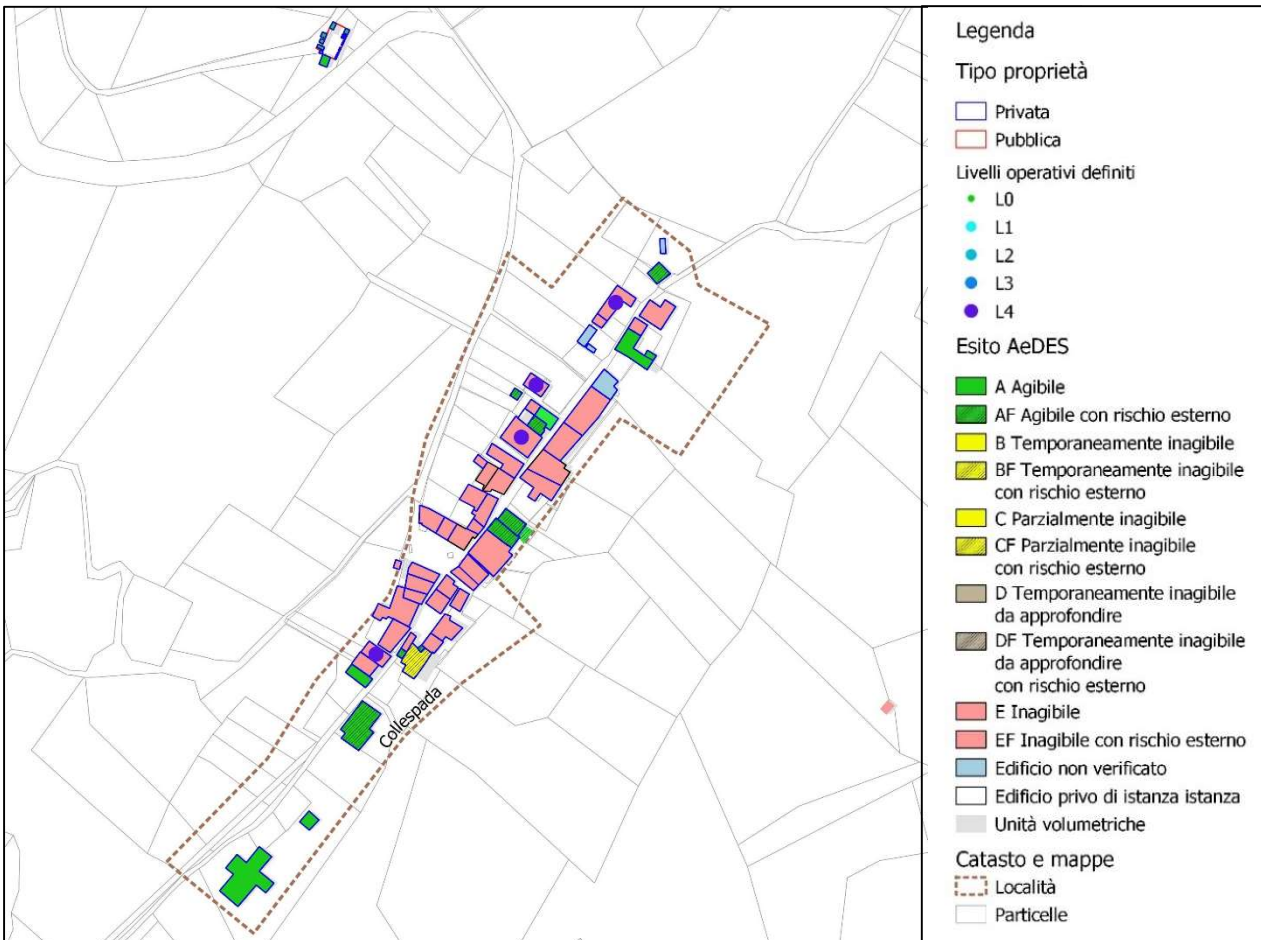 Collespada
Legenda
Tipo proprietà
Privata
Pubblica
Livelli operativi definiti
L0
L1
L2
L3
L4
Esito AeDES
A Agibile
AF Agibile con rischio esterno
B Temporaneamente inagibile
BF Temporaneamente inagibile
con rischio esterno
C Parzialmente inagibile
CF Parzialmente inagibile
con rischio esterno
D Temporaneamente inagibile
da approfondire
DF Temporaneamente inagibile
da approfondire
con rischio esterno
E Inagibile
EF Inagibile con rischio esterno
Edificio non verificato
Edificio privo di istanza istanza
Unità volumetriche
Catasto e mappe
Località
Particelle